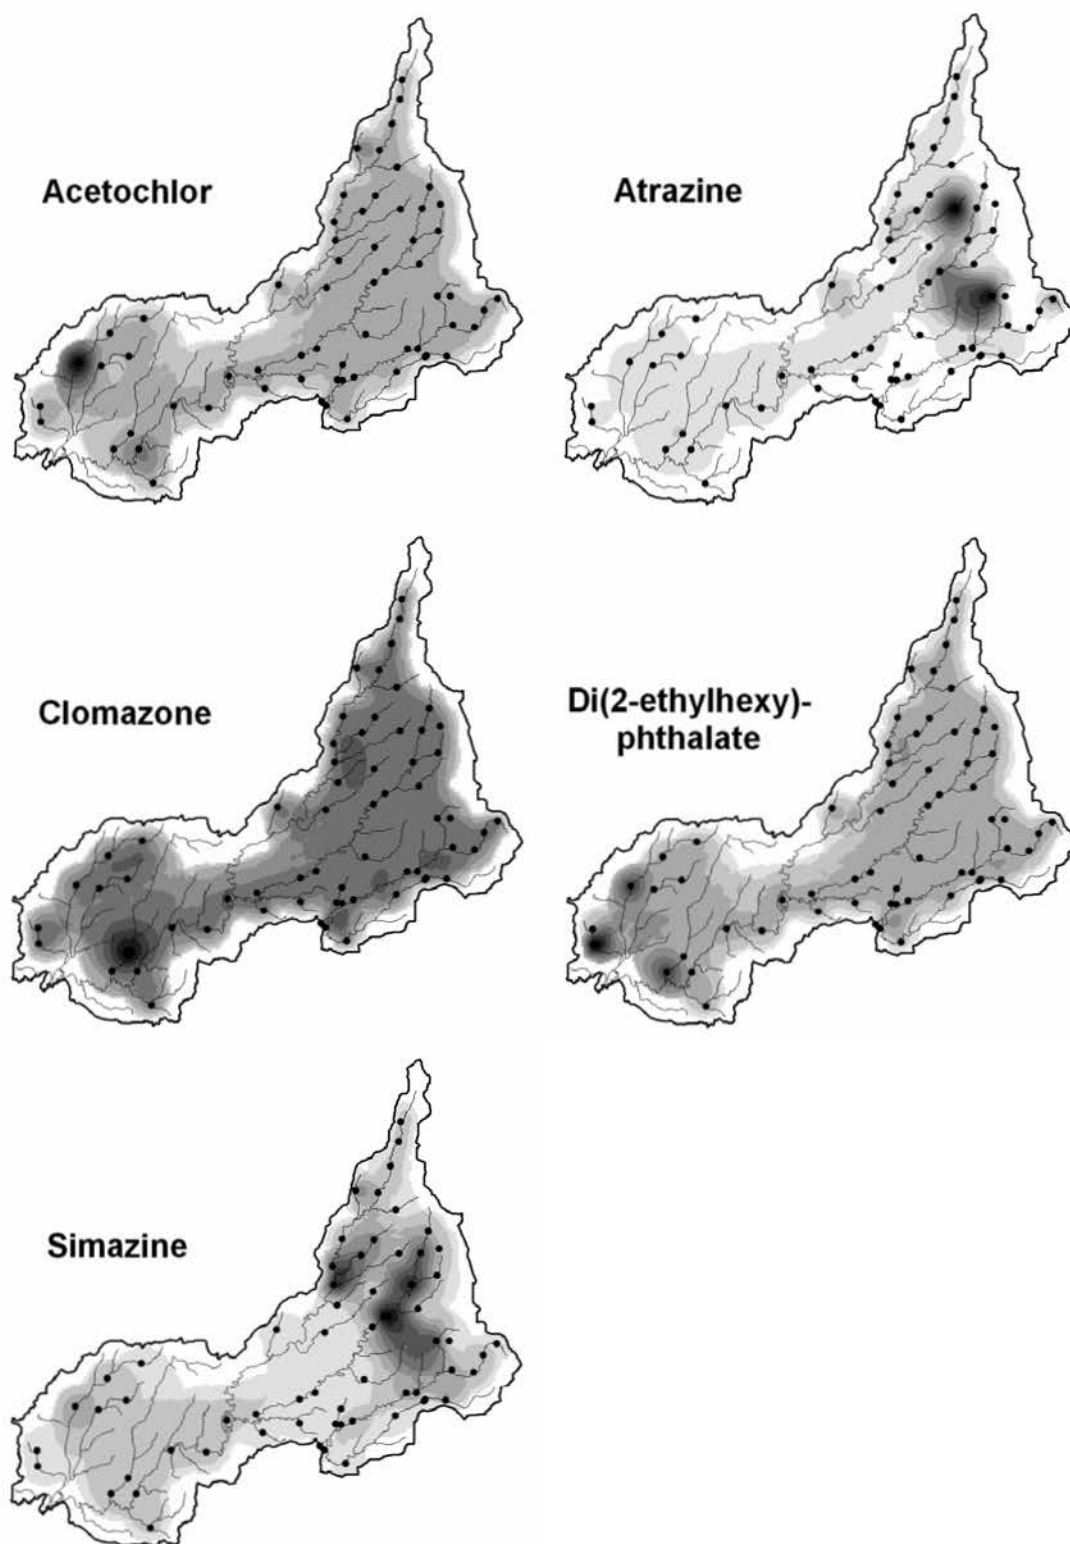 Acetochlor
Atrazine
Clomazone
Di(2-ethylhexy)-
phthalate
Simazine